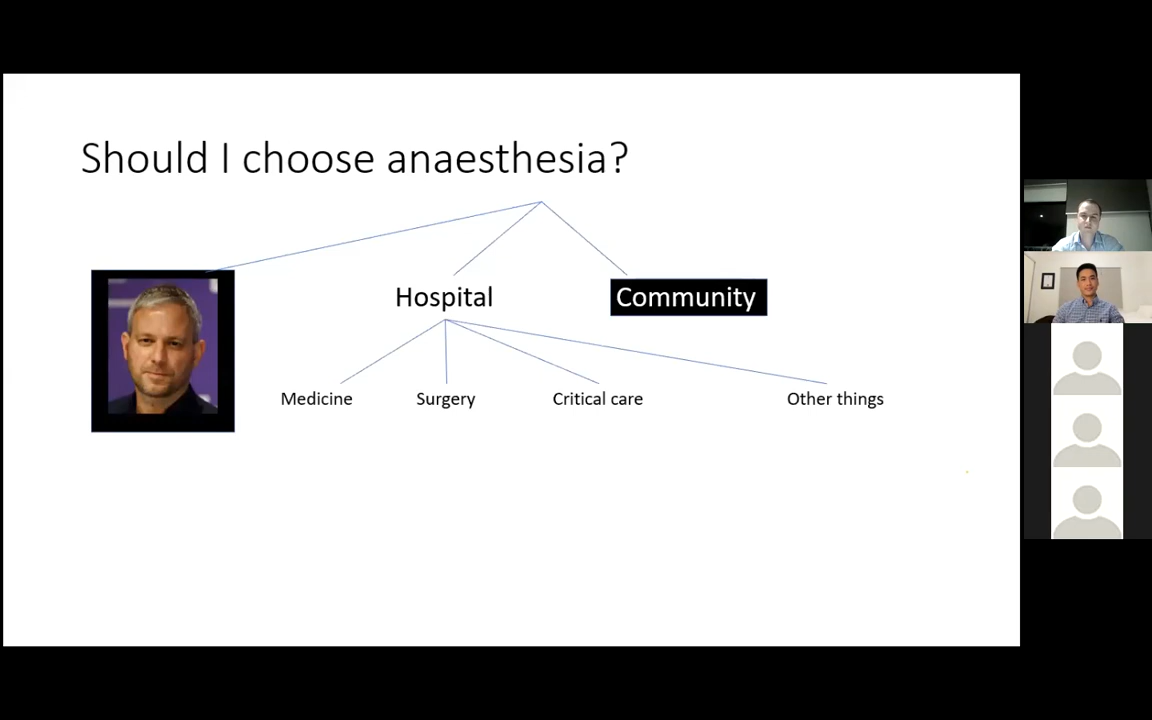 Should I choose anaesthesia?
Hospital
Community
Medicine
Surgery
Critical care
Other things